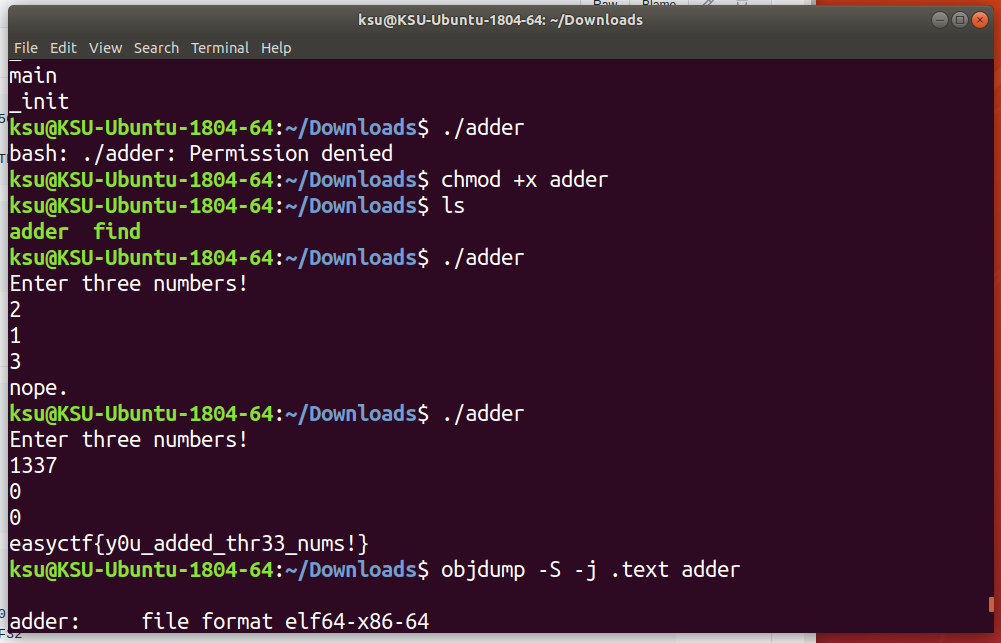 Raw Blame
ksu@KSU-Ubuntu-1804-64: ~/Downloads
File Edit View Search Terminal Help
main
_init
ksu@KSU-Ubuntu-1804-64:~/Downloads$ ./adder
bash: ./adder: Permission denied
ksu@KSU-Ubuntu-1804-64:~/Downloads$ chmod +x adder
ksu@KSU-Ubuntu-1804-64:~/Downloads$ ls
adder  find
ksu@KSU-Ubuntu-1804-64:~/Downloads$ ./adder
Enter three numbers!
2
1
3
nope.
ksu@KSU-Ubuntu-1804-64:~/Downloads$ ./adder
Enter three numbers!
1337
0
0
easyctf{y0u_added_thr33_nums!}
ksu@KSU-Ubuntu-1804-64:~/Downloads$ objdump -S -j .text adder
adder:     file format elf64-x86-64